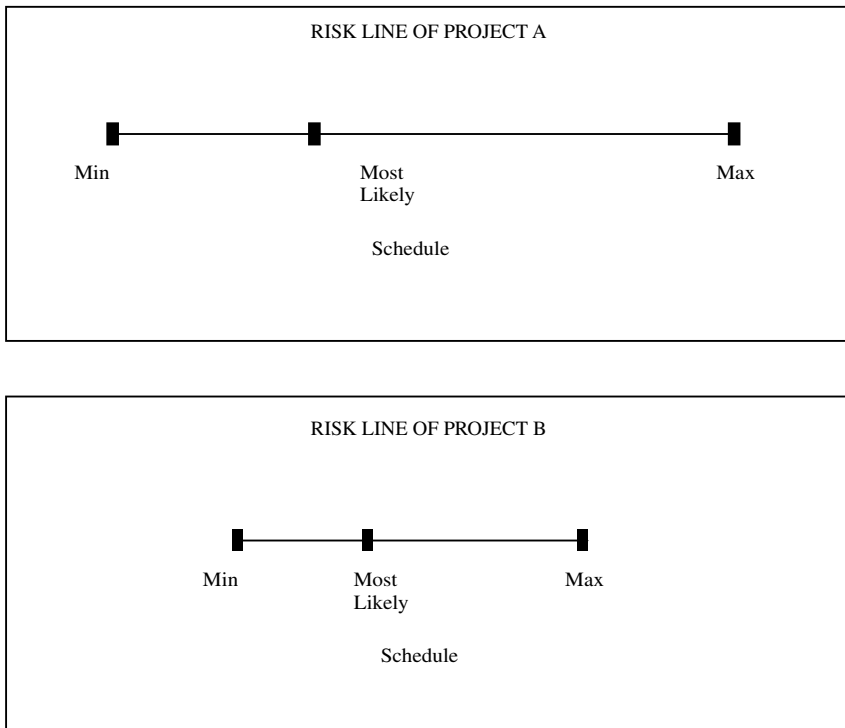 RISK LINE OF PROJECT A
Min
Most
Likely
Max
Schedule
RISK LINE OF PROJECT B
Min
Most
Likely
Max
Schedule